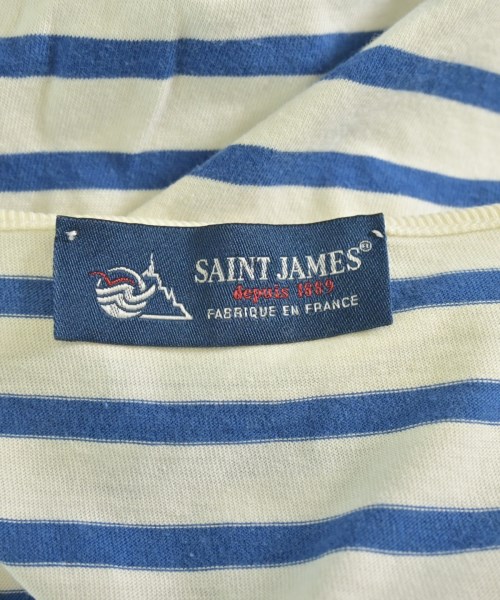 SAINT JAMES®
depuis 1889
FABRIQUE EN FRANCE